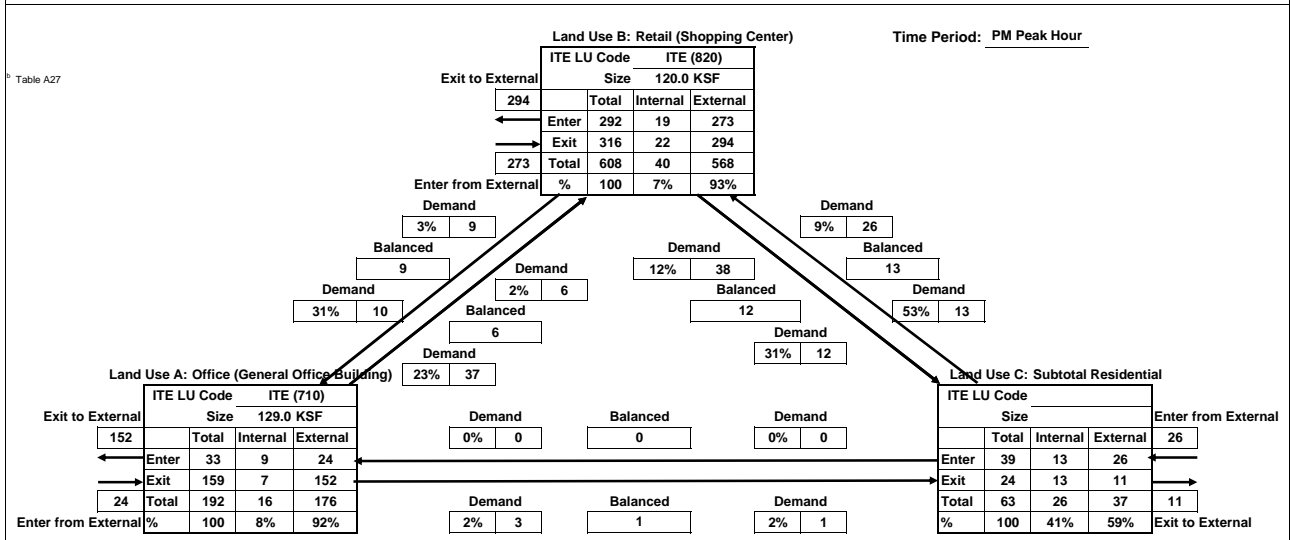 Land Use B: Retail (Shopping Center)
Time Period: PM Peak Hour
ITE LU Code ITE (820)
b Table A27
Exit to External Size 120.0 KSF
294 Total Internal External
Enter 292 19 273
Exit 316 22 294
273 Total 608 40 568
Enter from External % 100 7% 93%
Demand Demand
3% 9 9% 26
Balanced Demand Balanced
9 12% 38 13
Demand Demand Balanced Demand
31% 10 2% 6 12 53% 13
Balanced
6 Demand
Demand 31% 12
Land Use A: Office (General Office Building) 23% 37 Land Use C: Subtotal Residential
ITE LU Code ITE (710) ITE LU Code
Exit to External Size 129.0 KSF Demand Balanced Demand Size Enter from External
152 Total Internal External 0% 0 0 0% 0 Total Internal External 26
Enter 33 9 24 Enter 39 13 26
Exit 159 7 152 Exit 24 13 11
24 Total 192 16 176 Demand Balanced Demand Total 63 26 37 11
Enter from External % 100 8% 92% 2% 3 1 2% 1 % 100 41% 59% Exit to External